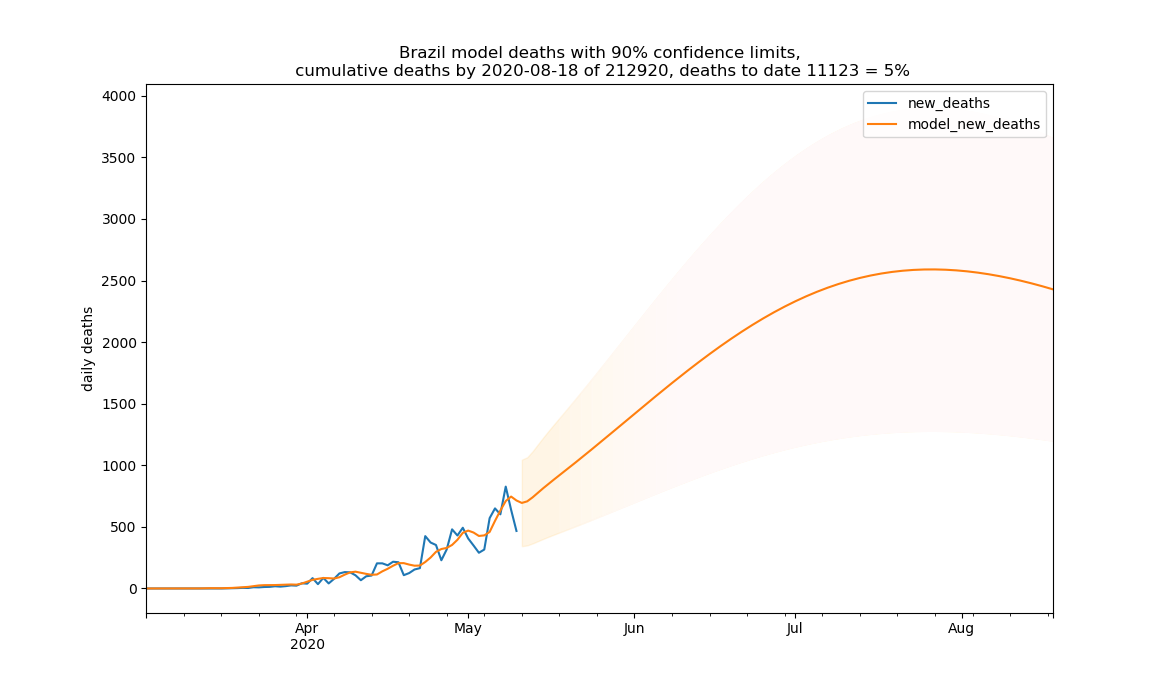 Brazil model deaths with 90% confidence limits,
cumulative deaths by 2020-08-18 of 212920, deaths to date 11123 = 5%
new_deaths
model_new_deaths
daily deaths
4000
3500
3000
2500
2000
1500
1000
500
0
Apr
2020
May
Jun
Jul
Aug